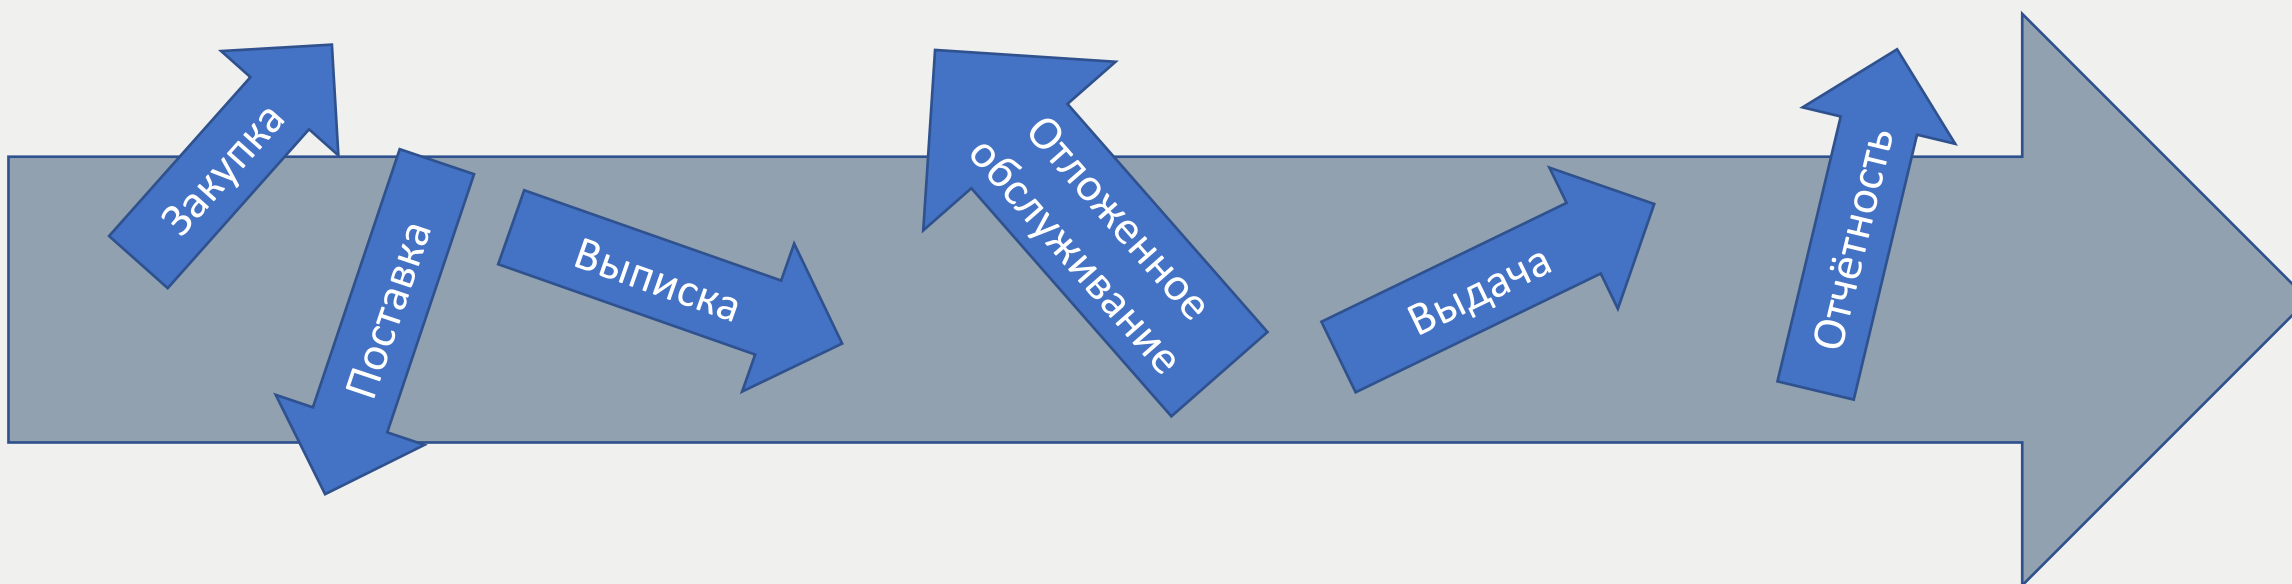 Закупка
Поставка
Выписка
Отложенное
обслуживание
Выдача
Отчётность